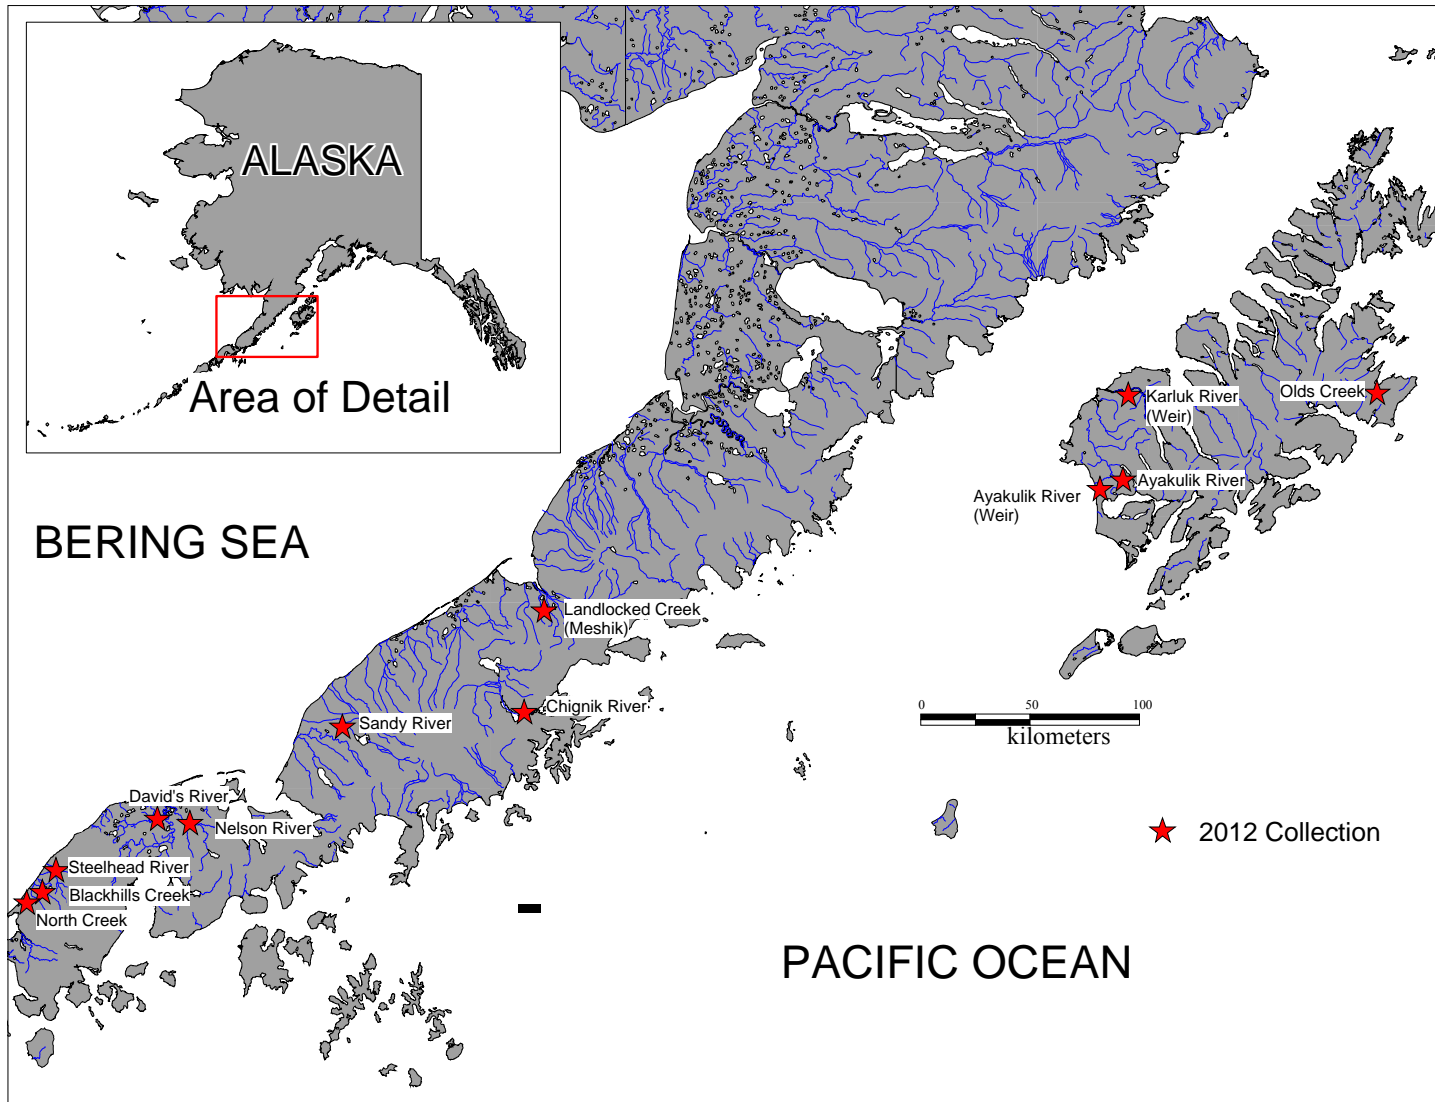 ALASKA
Area of Detail
BERING SEA
Karluk River
(Weir)
Olds Creek
Ayakulik River
Ayakulik River
(Weir)
Landlocked Creek
(Meshik)
Chignik River
Sandy River
0 50 100
kilometers
David's River
Nelson River
2012 Collection
Steelhead River
Blackhills Creek
North Creek
PACIFIC OCEAN